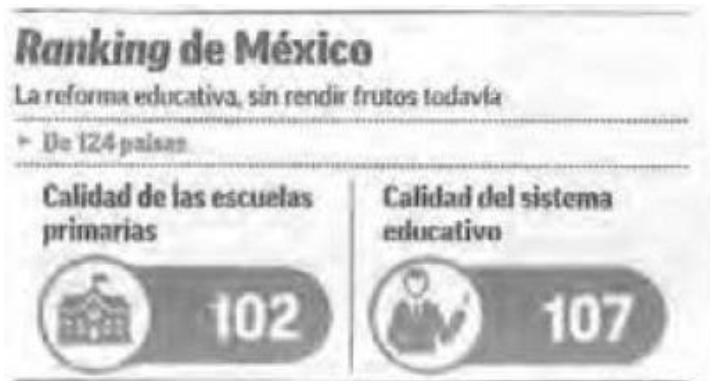 Ranking de México
La reforma educativa, sin rendir frutos todavía
De 124 países
Calidad de las escuelas
primarias
102
Calidad del sistema
educativo
107